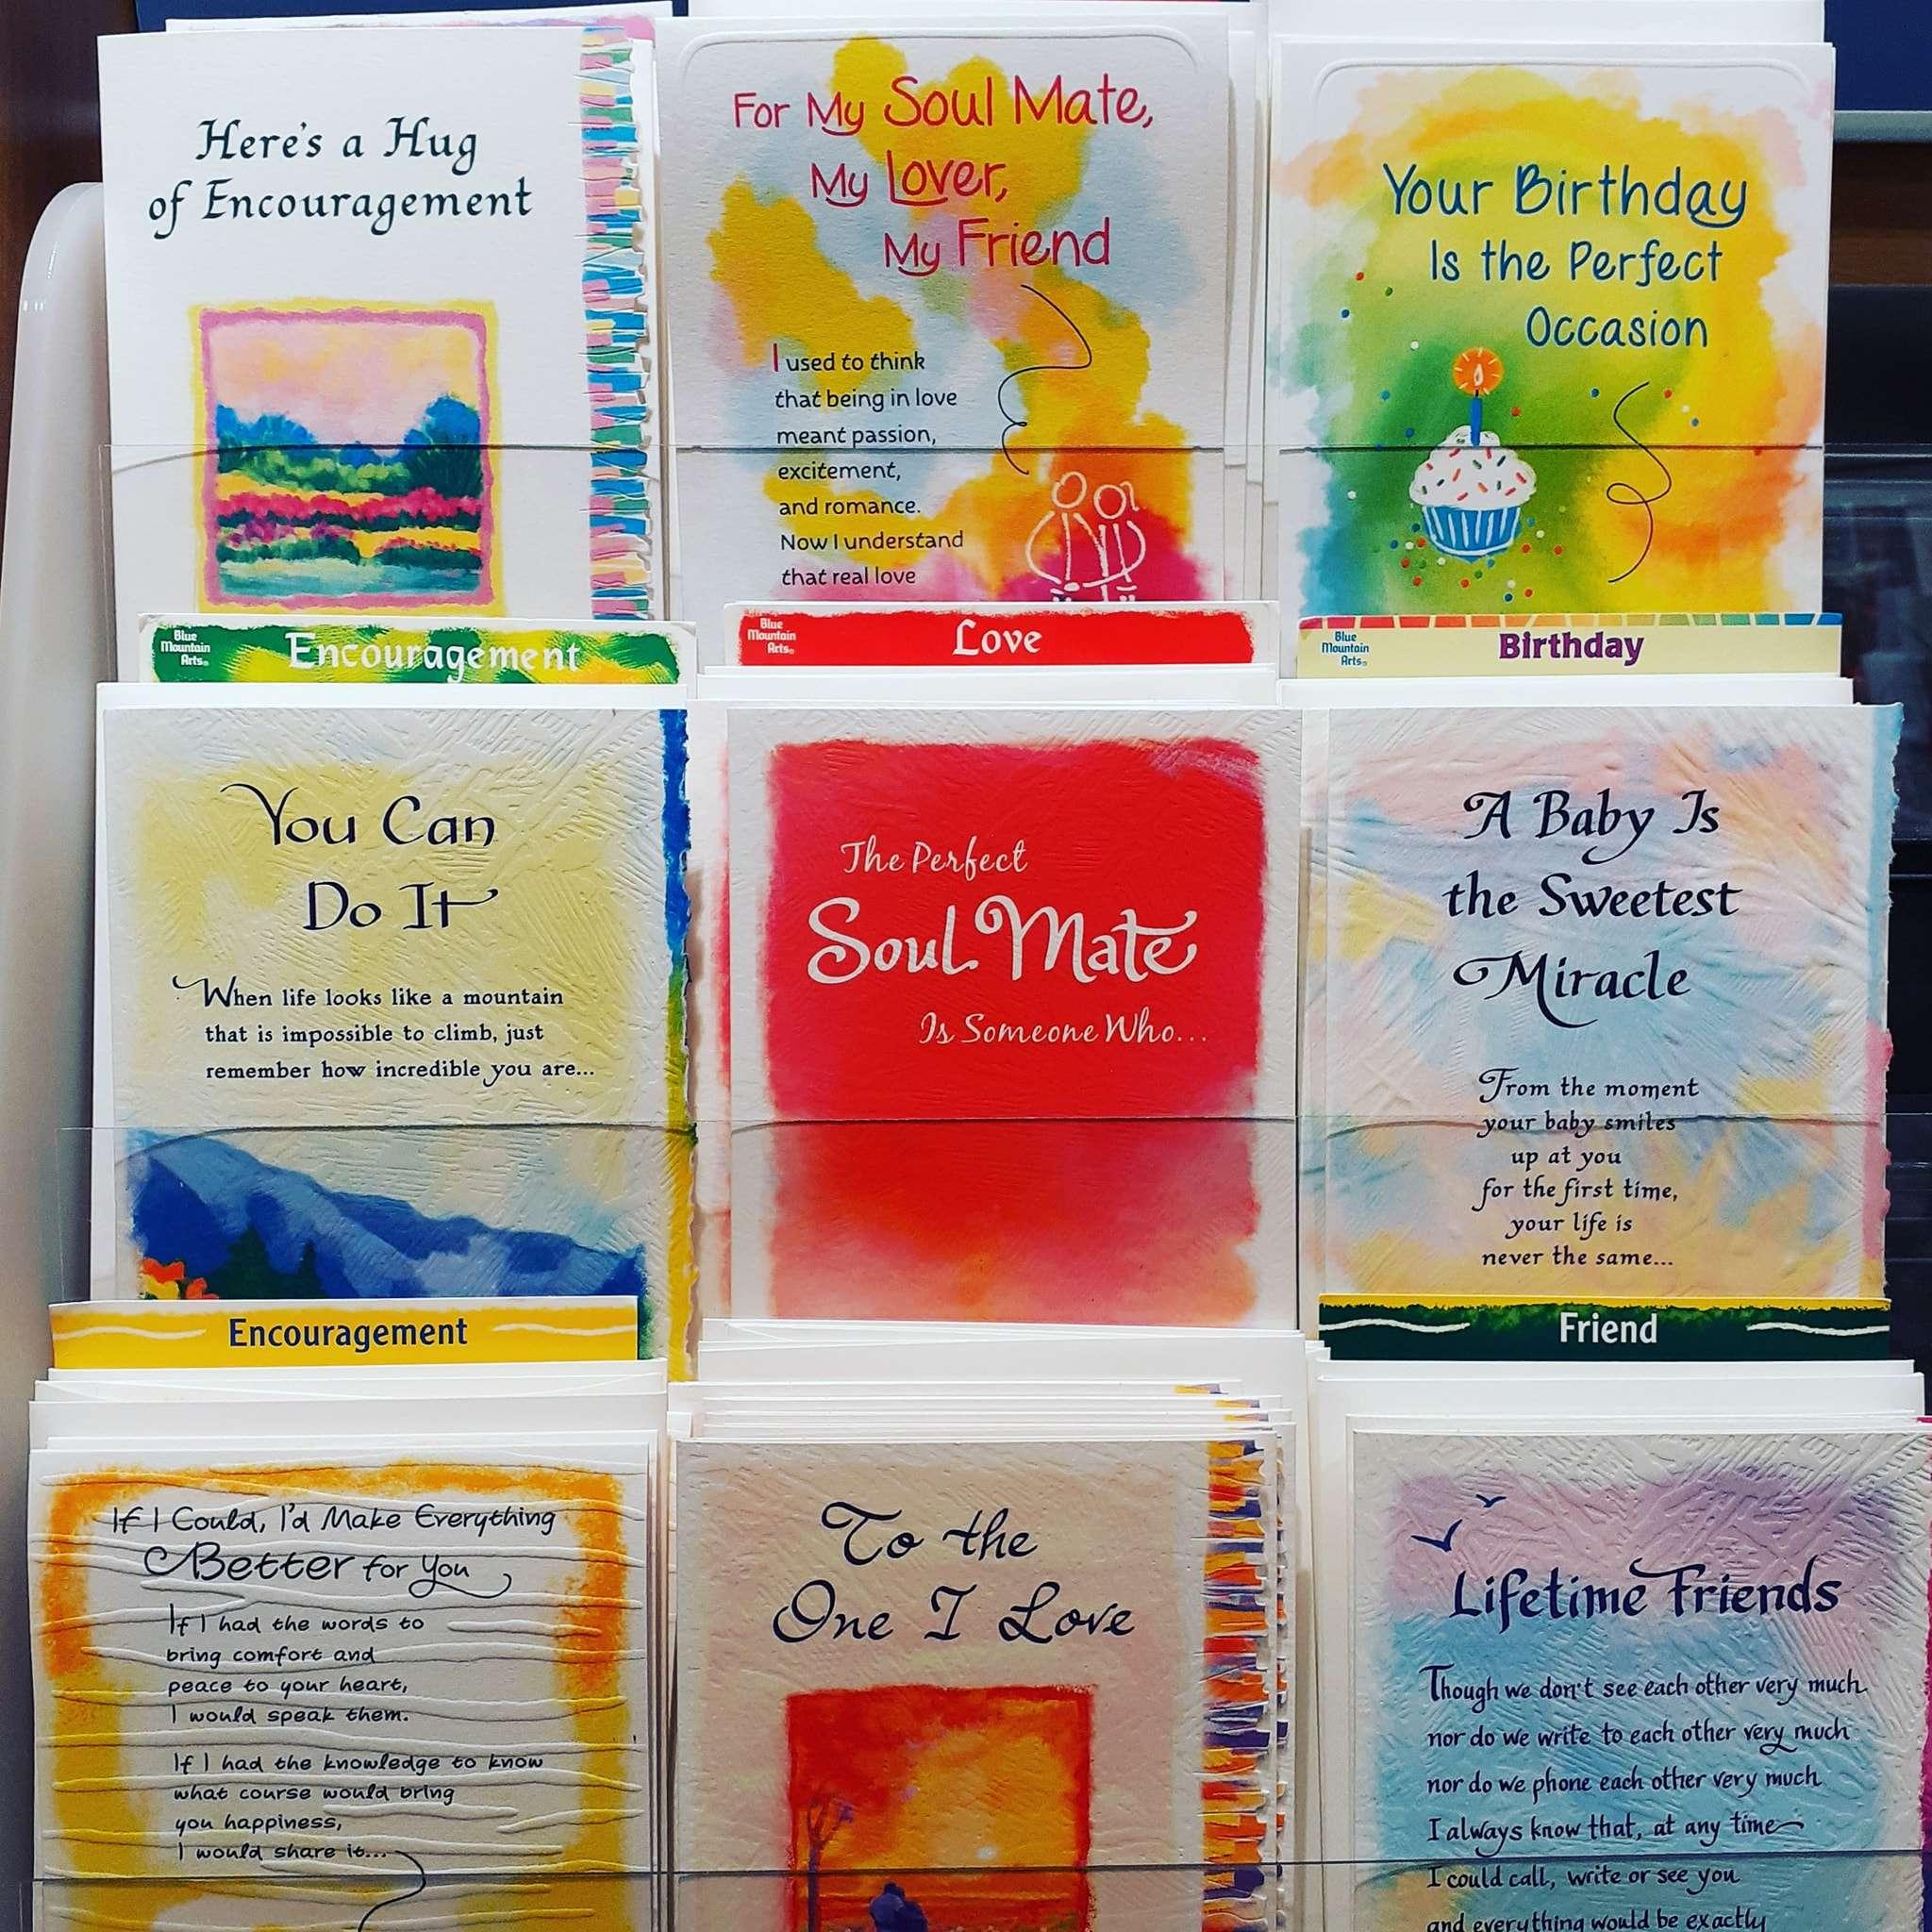 Here's a Hug
of Encouragement
For My Soul Mate,
My Lover,
My Friend
I used to think
that being in love
meant passion,
excitement,
and romance.
Now I understand
that real love
Your Birthday
Is the Perfect
Occasion
Blue
Mountain
Arts®
Encouragement
Blue
Mountain
Arts®
Love
Blue
Mountain
Arts®
Birthday
You Can
Do It
When life looks like a mountain
that is impossible to climb, just
remember how incredible you are...
The Perfect
Soul Mate
Is Someone Who...
A Baby Is
the Sweetest
Miracle
From the moment
your baby smiles
up at you
for the first time,
your life is
never the same...
Encouragement
Friend
If I Could, I'd Make Everything
Better for You
If I had the words to
bring comfort and
peace to your heart,
I would speak them.
If I had the knowledge to know
what course would bring
you happiness,
I would share it...
To the
One I Love
Lifetime Friends
Though we don't see each other very much
nor do we write to each other very much
nor do we phone each other very much
I always know that, at any time
I could call, write or see you
and everything would be exactly